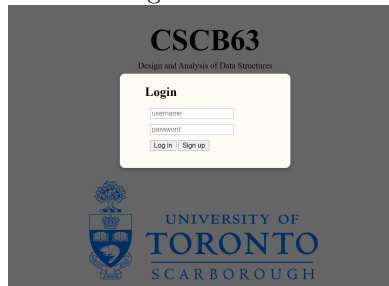 CSCB63
Design and Analysis of Data Structures
Login
username
password
Log in Sign up
UNIVERSITY OF
TORONTO
SCARBOROUGH